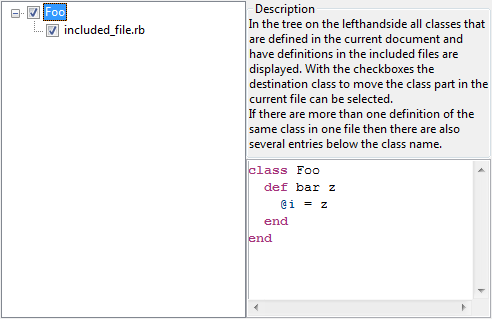 Foo
included_file.rb
Description
In the tree on the lefthandside all classes that
are defined in the current document and
have definitions in the included files are
displayed. With the checkboxes the
destination class to move the class part in the
current file can be selected.
If there are more than one definition of the
same class in one file then there are also
several entries below the class name.
class Foo
  def bar z
    @i = z
  end
end